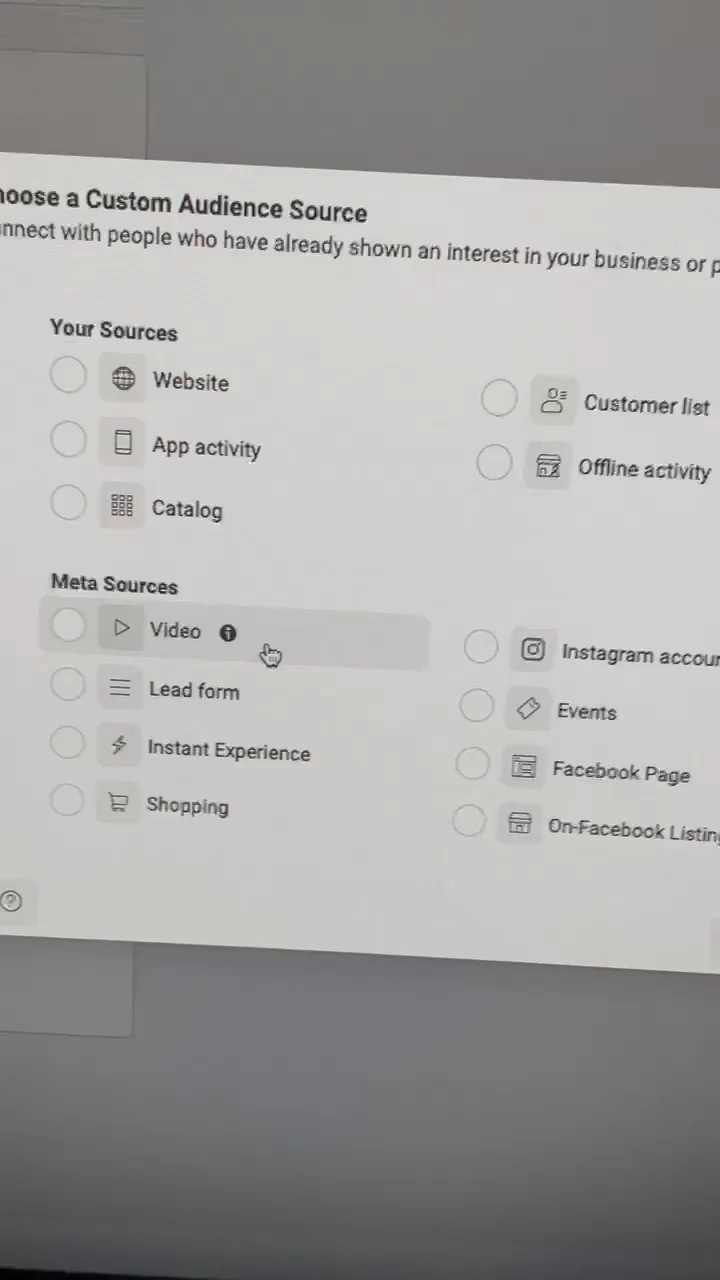 hoose a Custom Audience Source
nnect with people who have already shown an interest in your business or p
Your Sources
Website
Customer list
App activity
Offline activity
Catalog
Meta Sources
Video
Instagram accou
Lead form
Events
Instant Experience
Facebook Page
Shopping
On-Facebook Listin